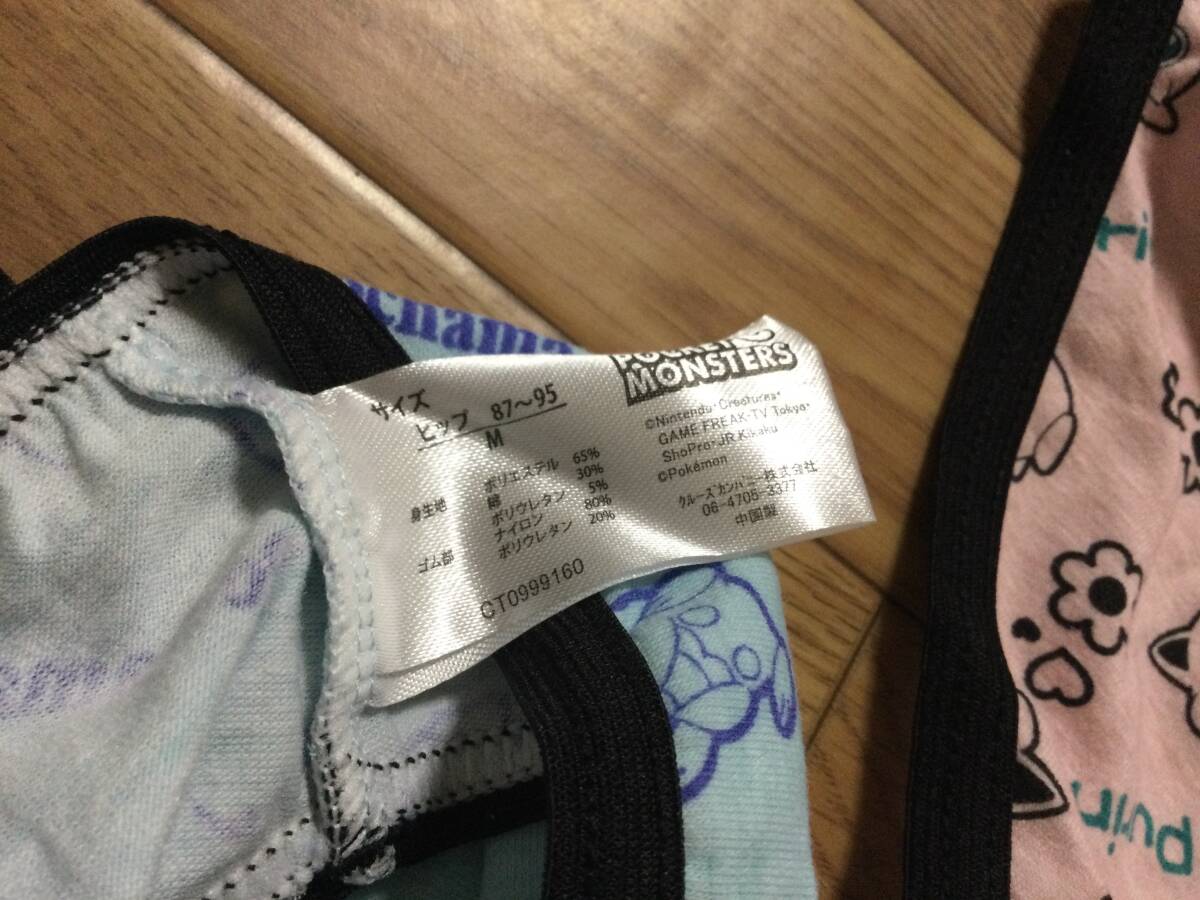 chama
サイズ
ヒップ 87～95
M
身生地 ポリエステル 65%
綿 30%
ポリウレタン 5%
ゴム部 ナイロン 80%
ポリウレタン 20%
CT0999160
POCKET
MONSTERS
©Nintendo・Creatures・
GAME FREAK・TV Tokyo・
ShoPro・JR Kikaku
©Pokémon
クルーズカンパニー株式会社
06-4705-3377
中国製
ri
purin